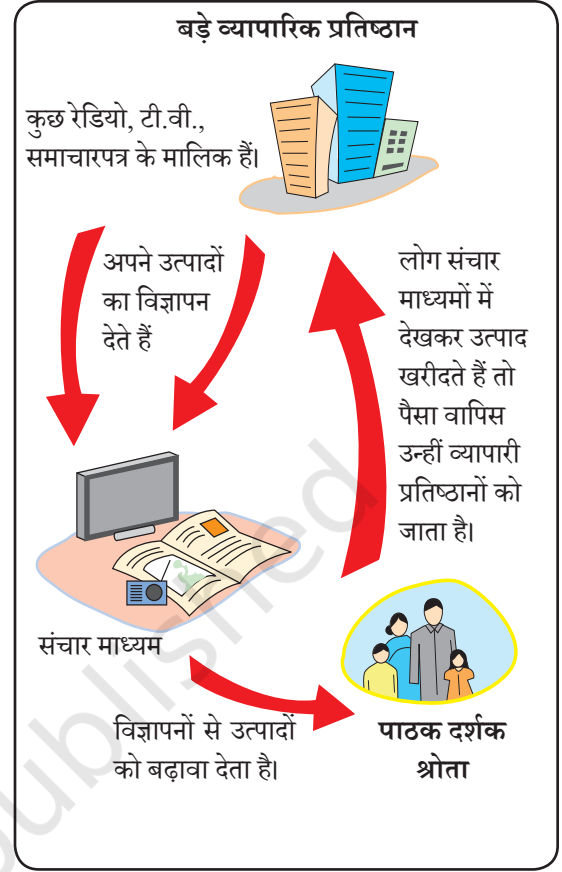 बड़े व्यापारिक प्रतिष्ठान
कुछ रेडियो, टी.वी.,
समाचारपत्र के मालिक हैं।
अपने उत्पादों
का विज्ञापन
देते हैं
लोग संचार
माध्यमों में
देखकर उत्पाद
खरीदते हैं तो
पैसा वापिस
उन्हीं व्यापारी
प्रतिष्ठानों को
जाता है।
संचार माध्यम
विज्ञापनों से उत्पादों
को बढ़ावा देता है।
पाठक दर्शक
श्रोता
published